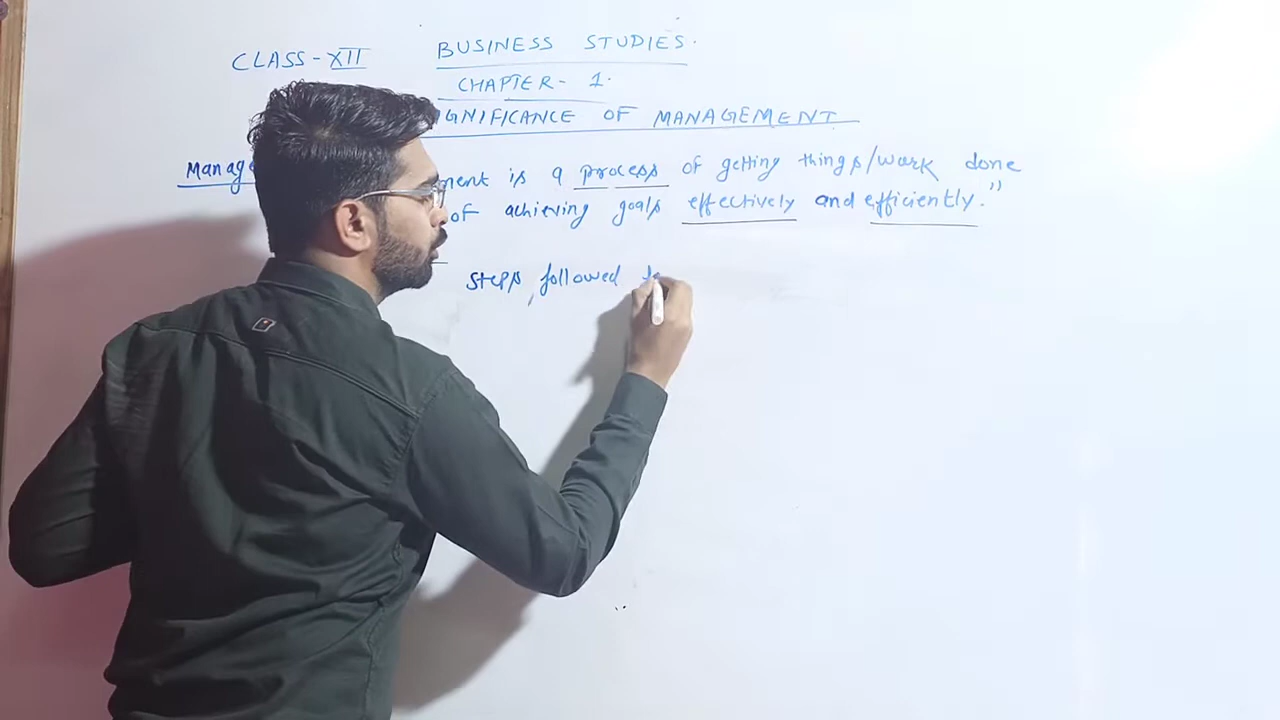 CLASS-XII BUSINESS STUDIES.
CHAPTER- 1.
GNIFICANCE OF MANAGEMENT
Manage ment is a process of getting things/work done
of achieving goals effectively and efficiently."
steps followed